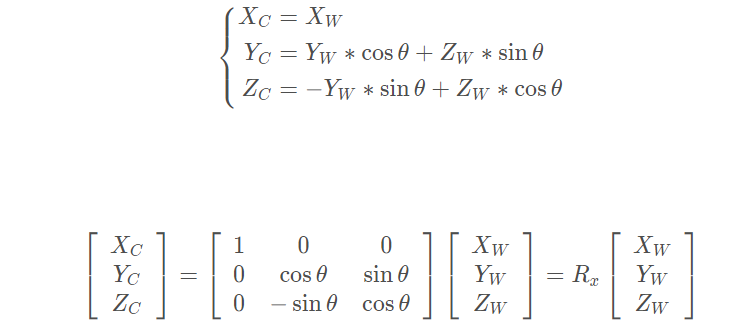 X_C = X_W
Y_C = Y_W * cos θ + Z_W * sin θ
Z_C = −Y_W * sin θ + Z_W * cos θ
[ X_C ] = [ 1 0 0 ] [ X_W ] = R_x [ X_W ]
[ Y_C ] [ 0 cos θ sin θ ] [ Y_W ] [ Y_W ]
[ Z_C ] [ 0 − sin θ cos θ ] [ Z_W ] [ Z_W ]